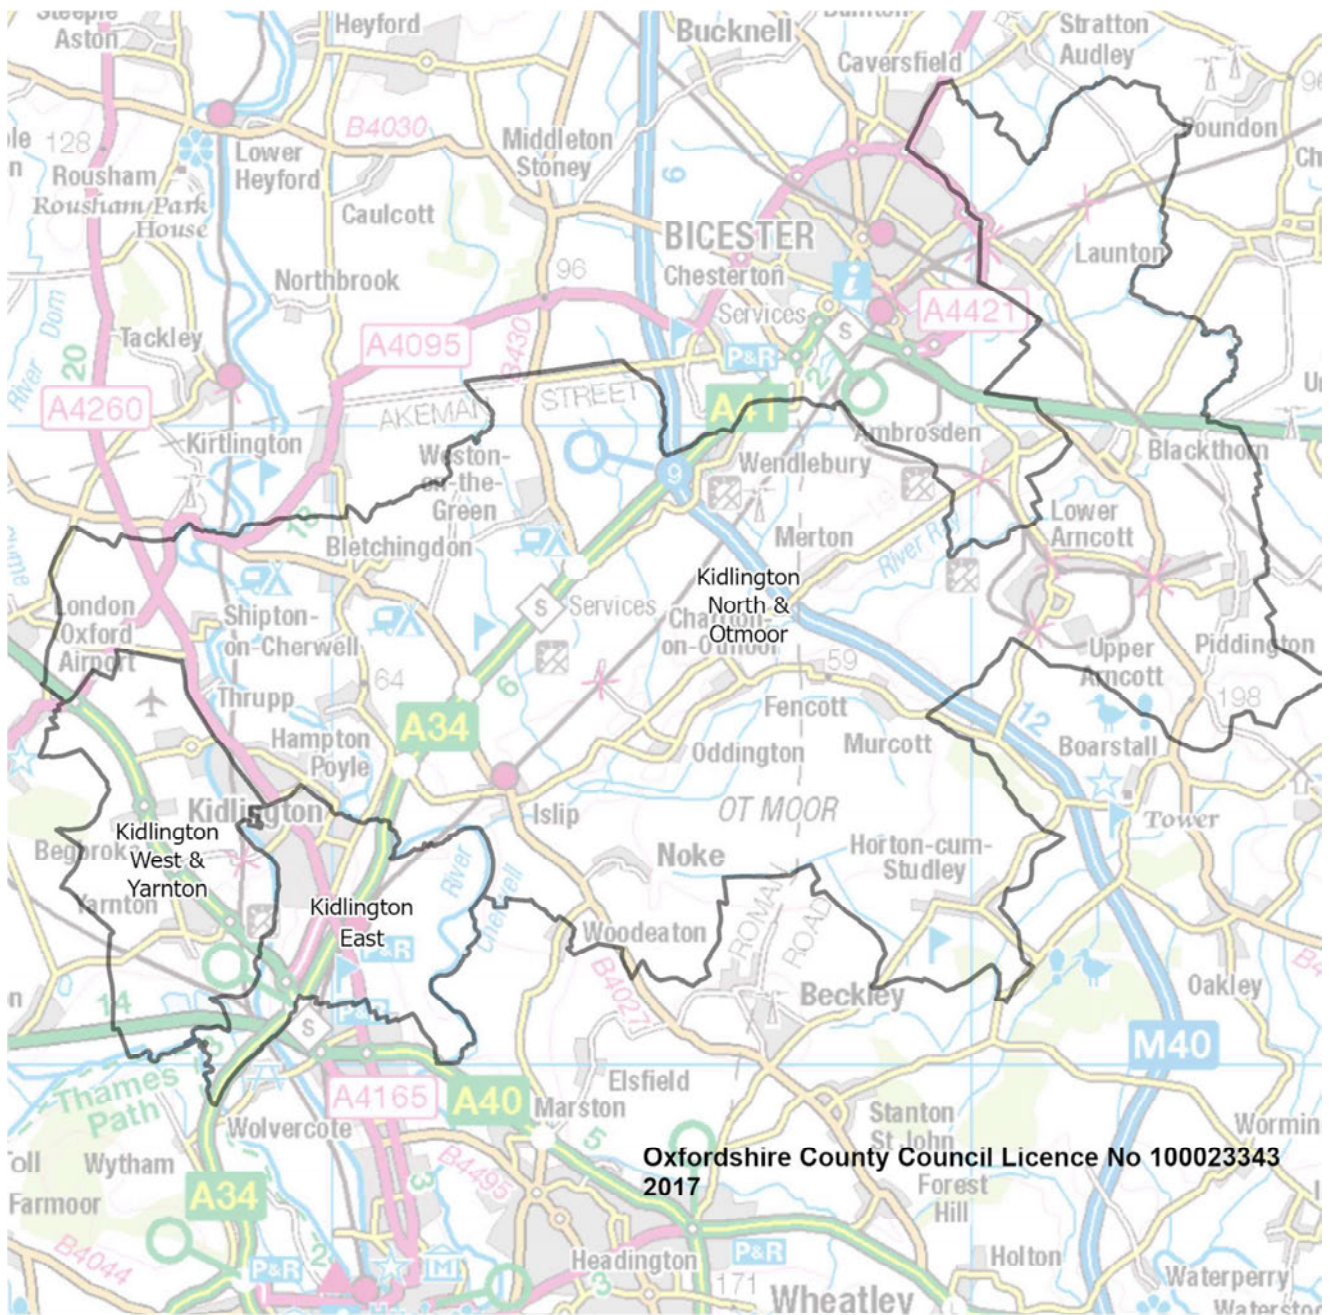 Steeple
Aston
Heyford
Bucknell
Stratton
Audley
Caversfield
B4030
128
Lower
Heyford
Middleton
Stoney
9
Poundon
Rousham
Rousham Park
House
Caulcott
BICESTER
Launton
Northbrook
96
Chesterton
Services
i
S
A4421
River
Dorn
20
Tackley
A4095
B430
P&R
2
A4260
AKEMAN
STREET
A41
Kirtlington
Ambrosden
Weston-
on-the-
Green
9
Wendlebury
Blackthorn
Bletchingdon
Merton
River Ray
Lower
Arncott
Kidlington
North &
Otmoor
London
Oxford
Airport
Shipton-
on-Cherwell
S
Services
Charlton-
on-Otmoor
6
59
Upper
Arncott
Piddington
Thrupp
64
198
Fencott
12
A34
Hampton
Poyle
Oddington
Murcott
Boarstall
Kidlington
Islip
OT MOOR
Tower
Kidlington
West &
Yarnton
Begbroke
Noke
Horton-cum-
Studley
River
Cherwell
Yarnton
Kidlington
East
Woodeaton
ROMAN
ROAD
P&R
B4027
Beckley
Oakley
14
S
P&R
M40
Thames
Path
A4165
A40
Elsfield
Marston
Wolvercote
Stanton
St John
5
Wytham
B4495
3
Oxfordshire County Council Licence No 100023343
2017
Farmoor
A34
Forest
Hill
B4044
2
P&R
M
Headington
3
P&R
171
Holton
Wheatley
Waterperry